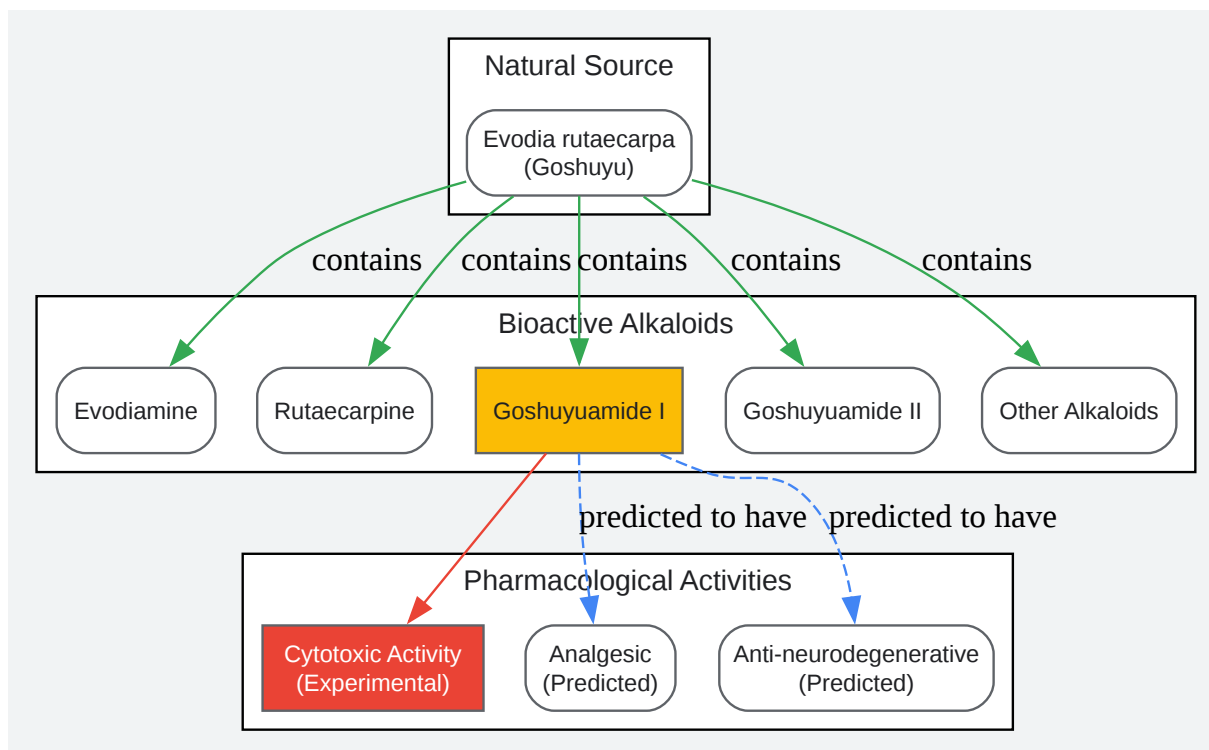 Natural Source
Evodia rutaecarpa
(Goshuyu)
contains
contains
contains
contains
contains
Bioactive Alkaloids
Evodiamine
Rutaecarpine
Goshuyuamide I
Goshuyuamide II
Other Alkaloids
predicted to have
predicted to have
Pharmacological Activities
Cytotoxic Activity
(Experimental)
Analgesic
(Predicted)
Anti-neurodegenerative
(Predicted)